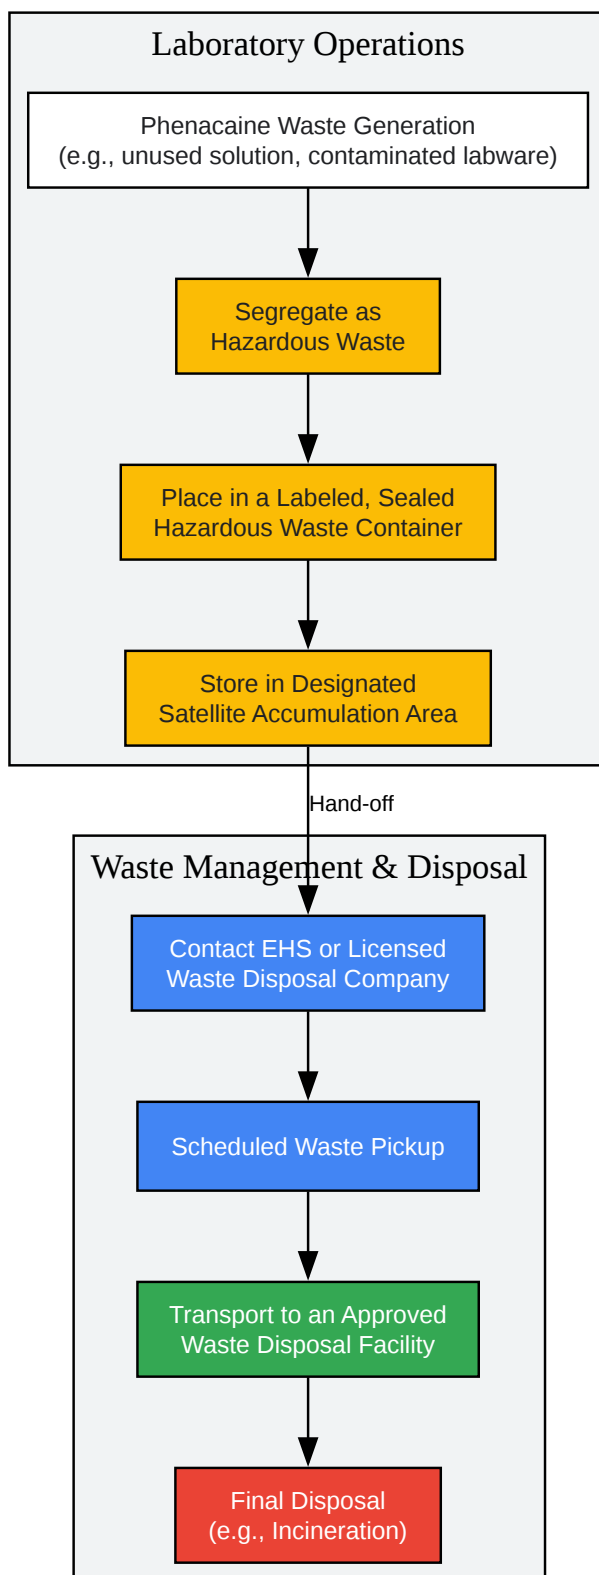 Laboratory Operations
Phenacaine Waste Generation
(e.g., unused solution, contaminated labware)
Segregate as
Hazardous Waste
Place in a Labeled, Sealed
Hazardous Waste Container
Store in Designated
Satellite Accumulation Area
Hand-off
Waste Management & Disposal
Contact EHS or Licensed
Waste Disposal Company
Scheduled Waste Pickup
Transport to an Approved
Waste Disposal Facility
Final Disposal
(e.g., Incineration)